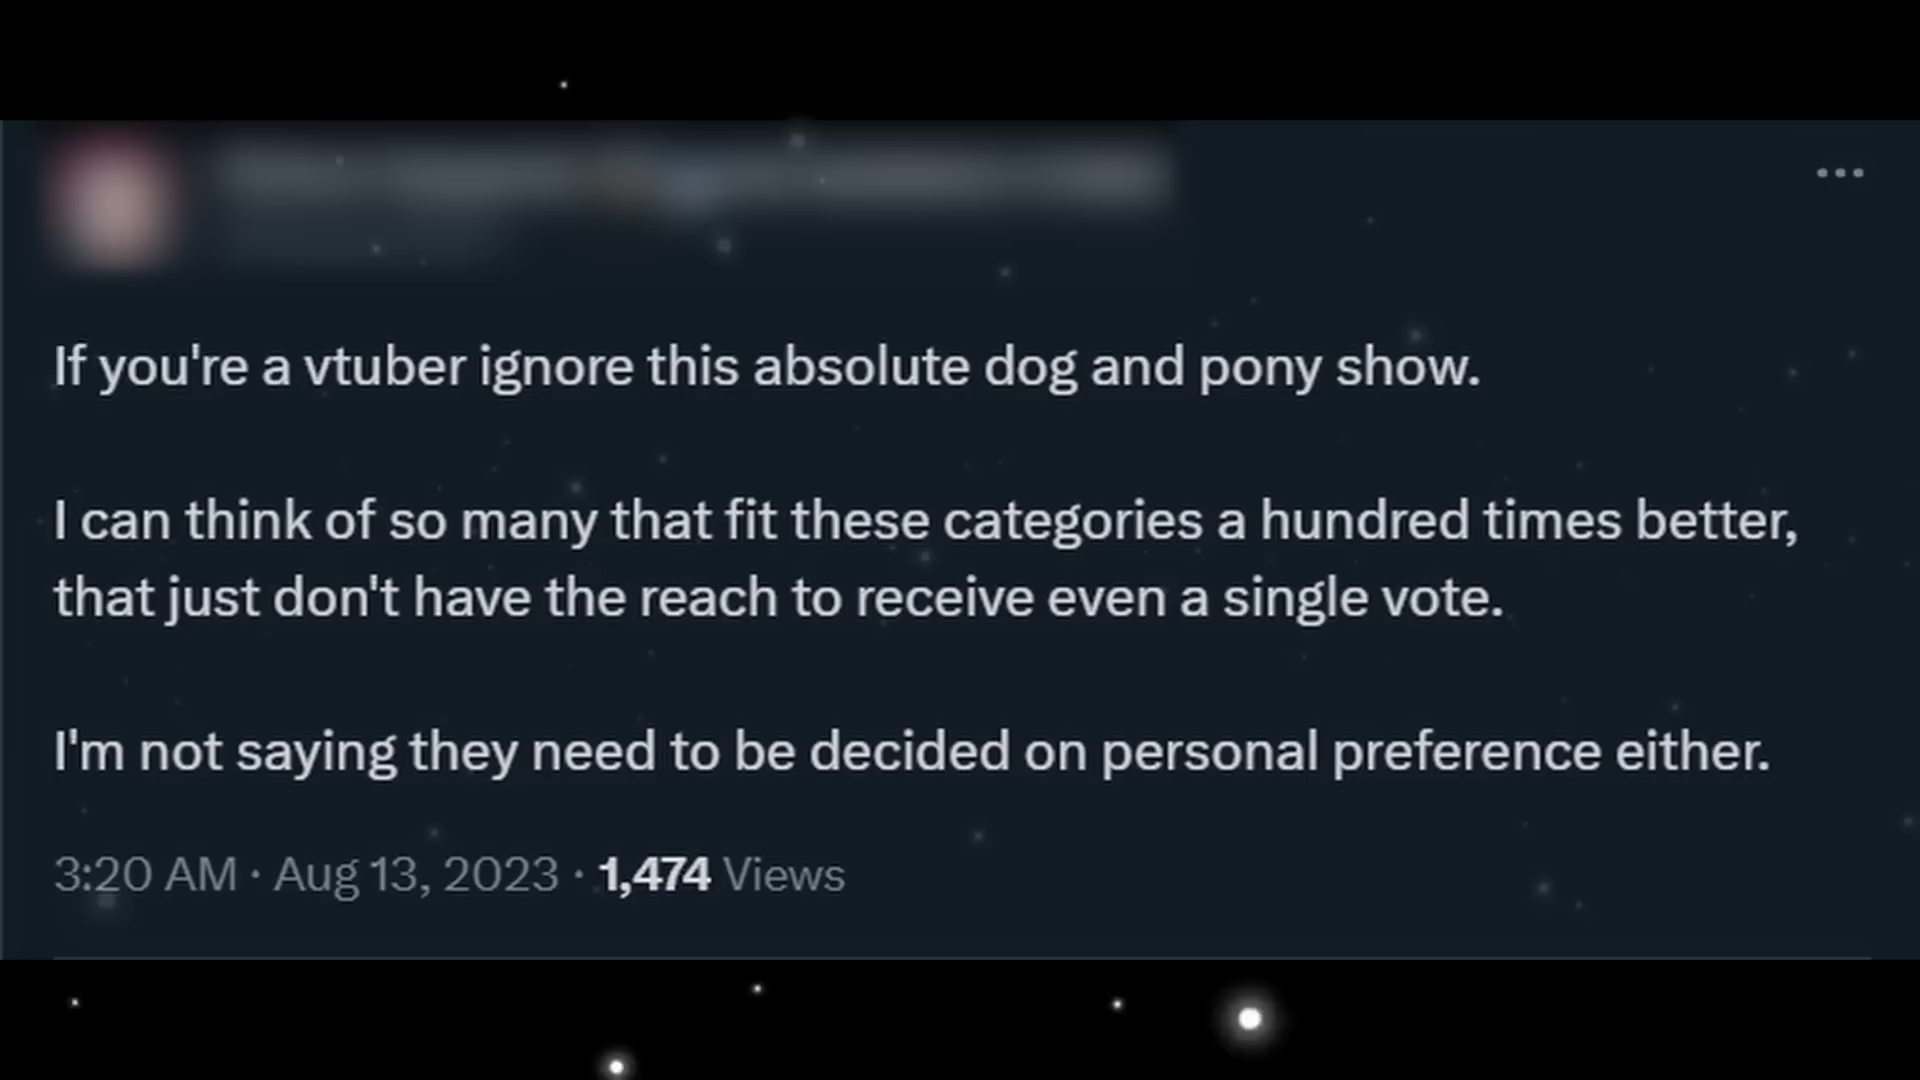 If you're a vtuber ignore this absolute dog and pony show.
I can think of so many that fit these categories a hundred times better,
that just don't have the reach to receive even a single vote.
I'm not saying they need to be decided on personal preference either.
3:20 AM · Aug 13, 2023 · 1,474 Views